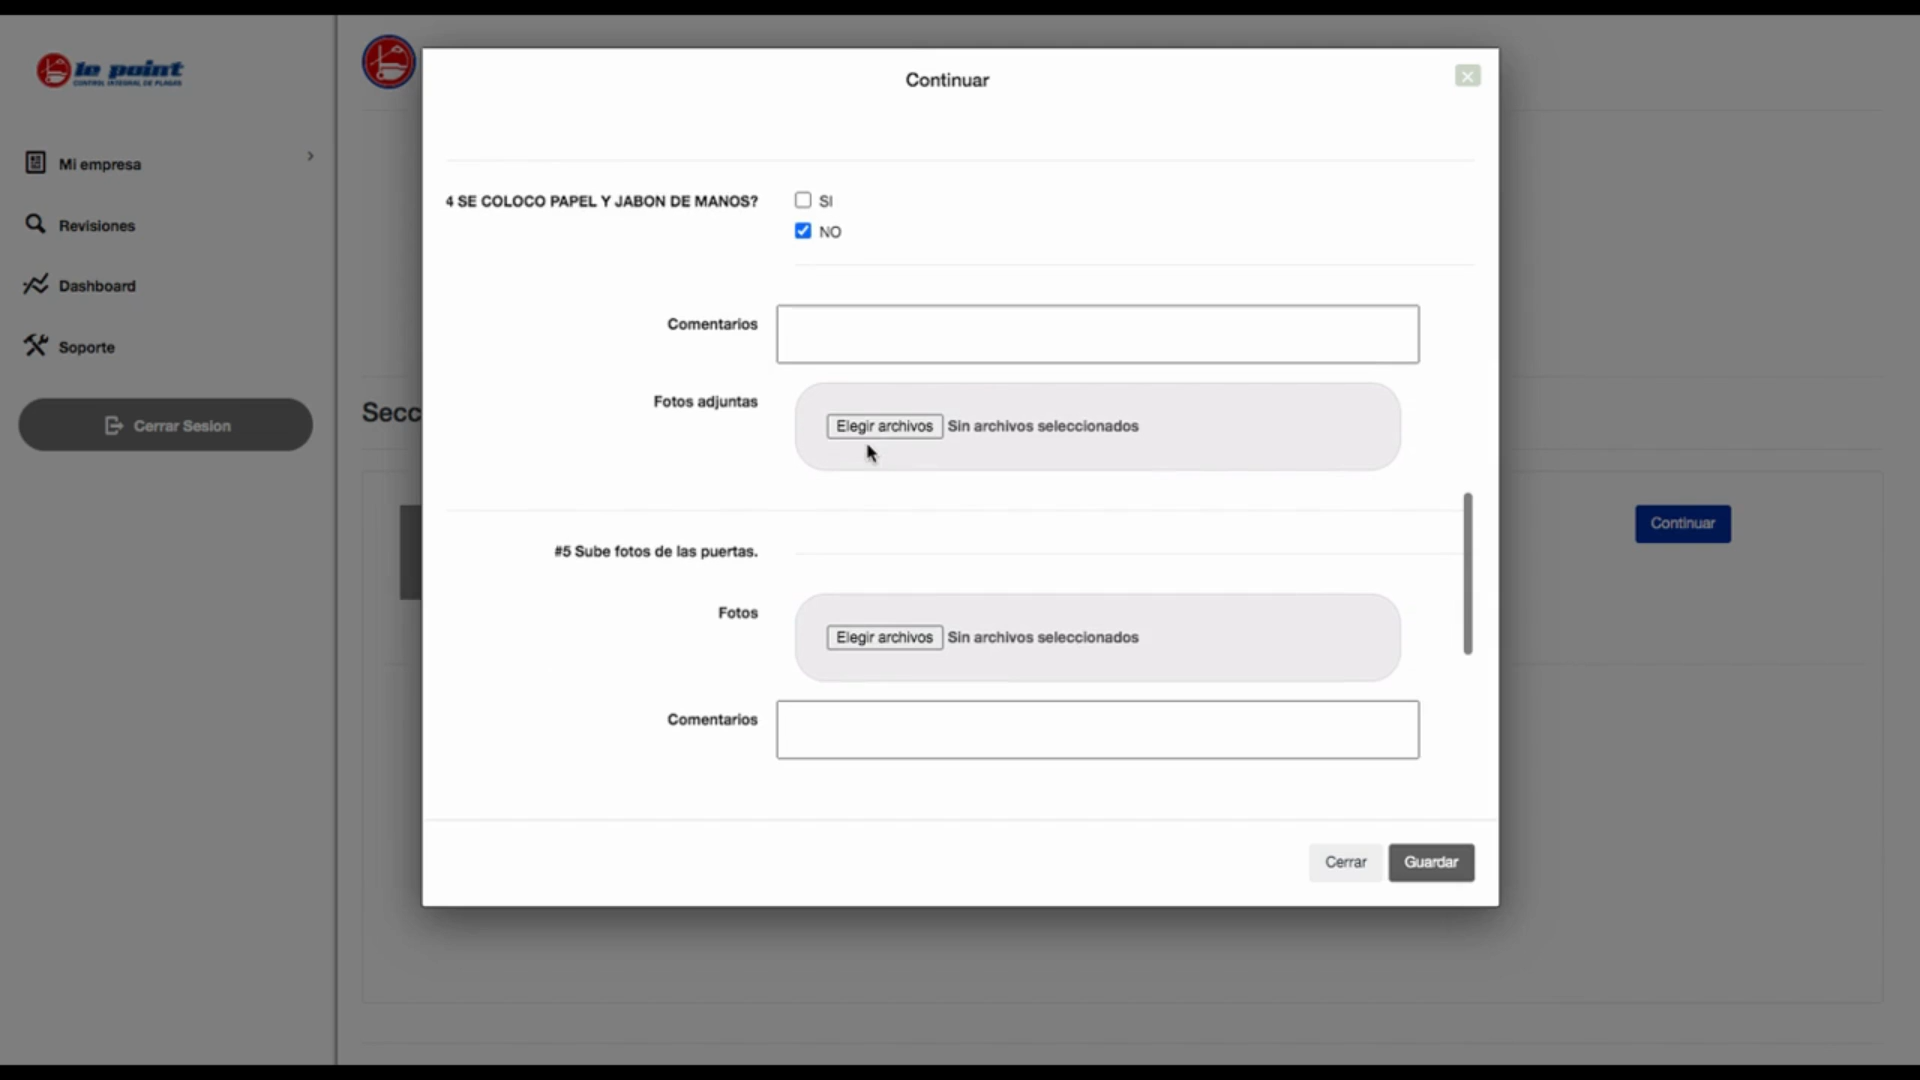 le point
CONTROL INTEGRAL DE PLAGAS
Mi empresa
Revisiones
Dashboard
Soporte
Cerrar Sesion
Secc
Continuar
Continuar
4 SE COLOCO PAPEL Y JABON DE MANOS?
SI
NO
Comentarios
Fotos adjuntas
Elegir archivos Sin archivos seleccionados
#5 Sube fotos de las puertas.
Fotos
Elegir archivos Sin archivos seleccionados
Comentarios
Cerrar
Guardar